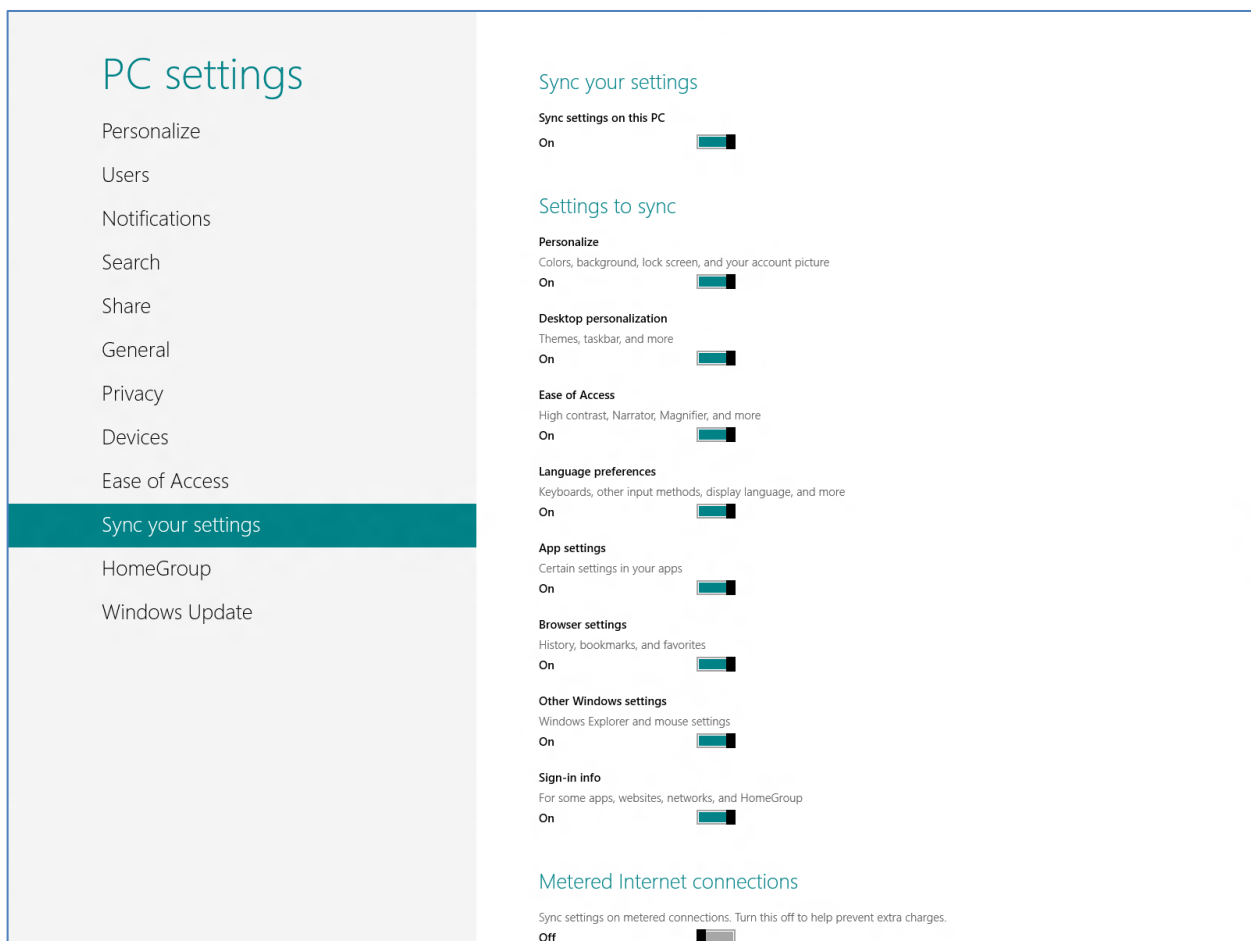 PC settings
Personalize
Users
Notifications
Search
Share
General
Privacy
Devices
Ease of Access
Sync your settings
HomeGroup
Windows Update
Sync your settings
Sync settings on this PC
On
Settings to sync
Personalize
Colors, background, lock screen, and your account picture
On
Desktop personalization
Themes, taskbar, and more
On
Ease of Access
High contrast, Narrator, Magnifier, and more
On
Language preferences
Keyboards, other input methods, display language, and more
On
App settings
Certain settings in your apps
On
Browser settings
History, bookmarks, and favorites
On
Other Windows settings
Windows Explorer and mouse settings
On
Sign-in info
For some apps, websites, networks, and HomeGroup
On
Metered Internet connections
Sync settings on metered connections. Turn this off to help prevent extra charges.
Off